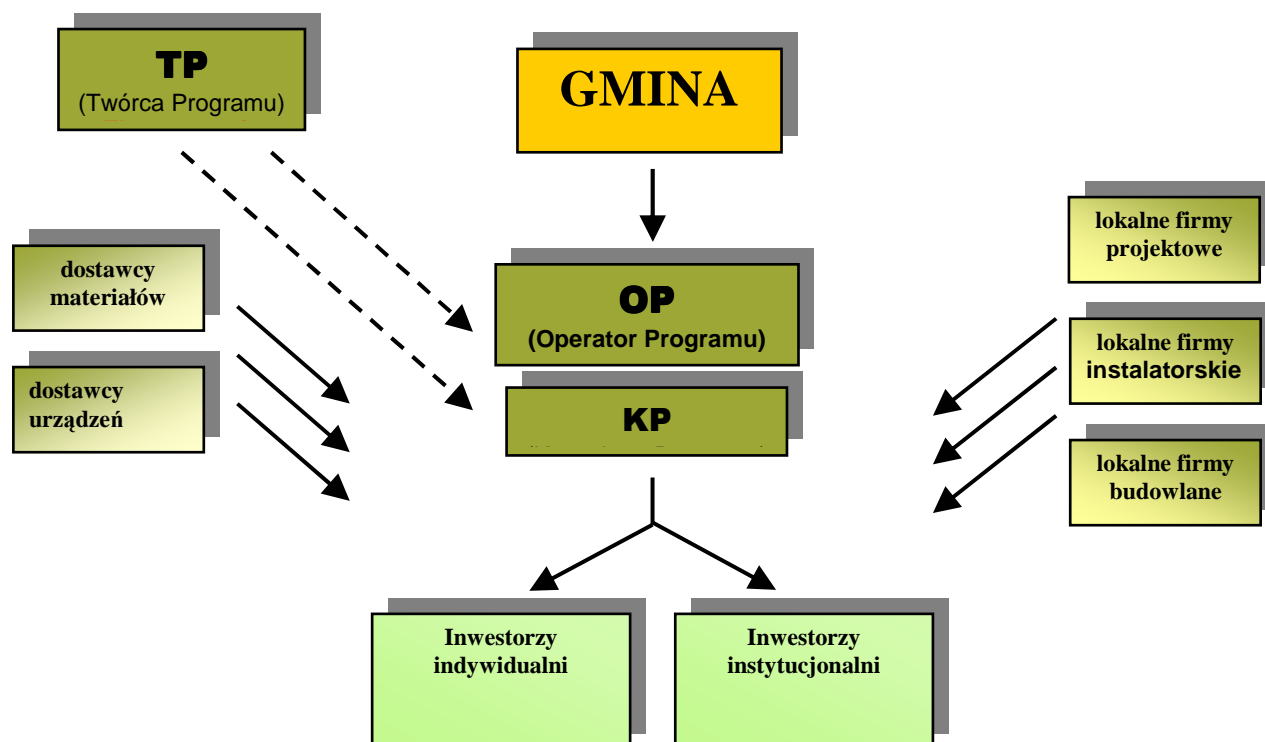 TP
(Twórca Programu)
GMINA
lokalne firmy
projektowe
dostawcy
materiałów
OP
(Operator Programu)
lokalne firmy
instalatorskie
dostawcy
urządzeń
KP
lokalne firmy
budowlane
Inwestorzy
indywidualni
Inwestorzy
instytucjonalni